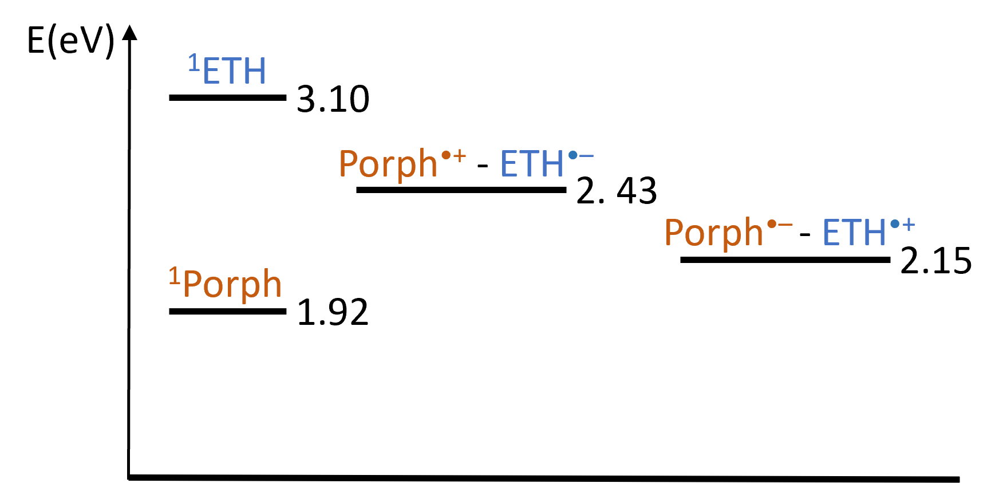 E(eV)
¹ETH
3.10
Porph•+ - ETH•–
2. 43
Porph•– - ETH•+
2.15
¹Porph
1.92